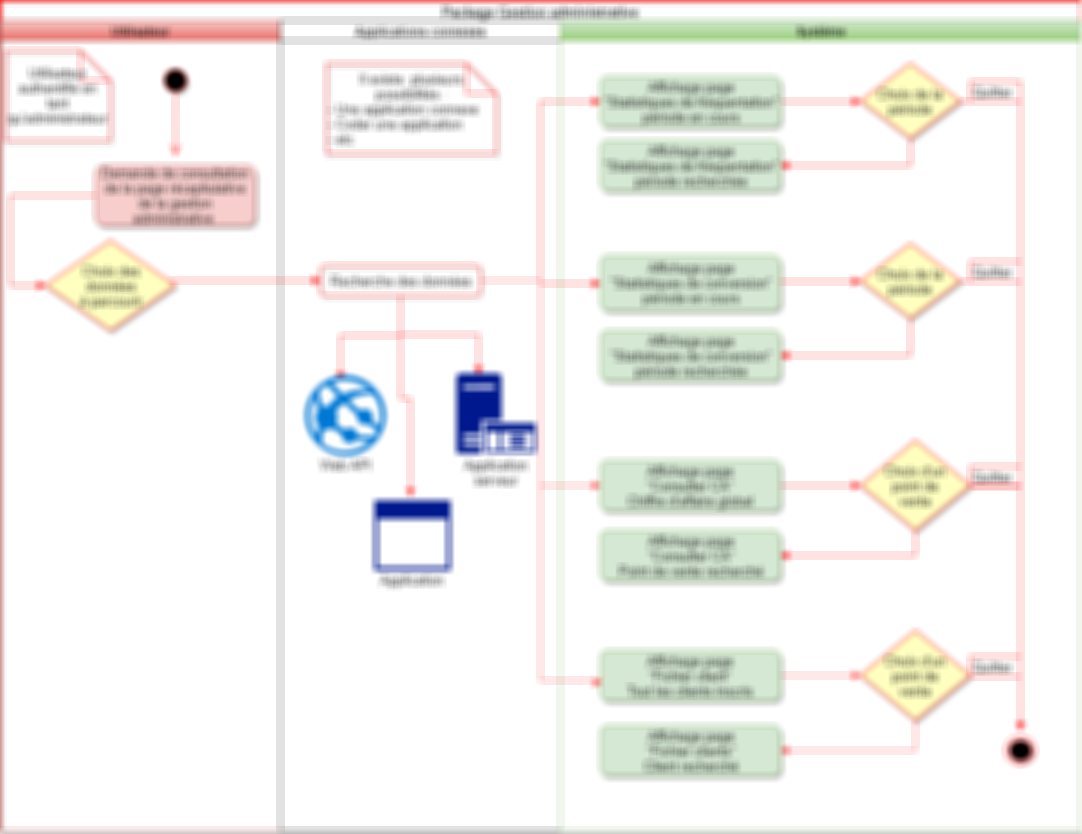 Package Gestion administrative
Utilisateur
Applications connexes
Système
Utilisateur
authentifié en
tant
qu'administrateur
Il existe plusieurs
possibilités
- Une application connexe
- Créer une application
- etc
Demande de consultation
de la page récapitulative
de la gestion
administrative
Choix des
données
à parcourir
Recherche des données
Web API
Application
serveur
Application
Affichage page
"Statistiques de fréquentation"
période en cours
Choix de la
période
Quitter
Affichage page
"Statistiques de fréquentation"
période recherchée
Affichage page
"Statistiques de conversion"
période en cours
Choix de la
période
Quitter
Affichage page
"Statistiques de conversion"
période recherchée
Affichage page
"Consulter CA"
Chiffre d'affaire global
Choix d'un
point de
vente
Quitter
Affichage page
"Consulter CA"
Point de vente recherché
Affichage page
"Fichier client"
Tout les clients inscrits
Choix d'un
point de
vente
Quitter
Affichage page
"Fichier clients"
Client recherché